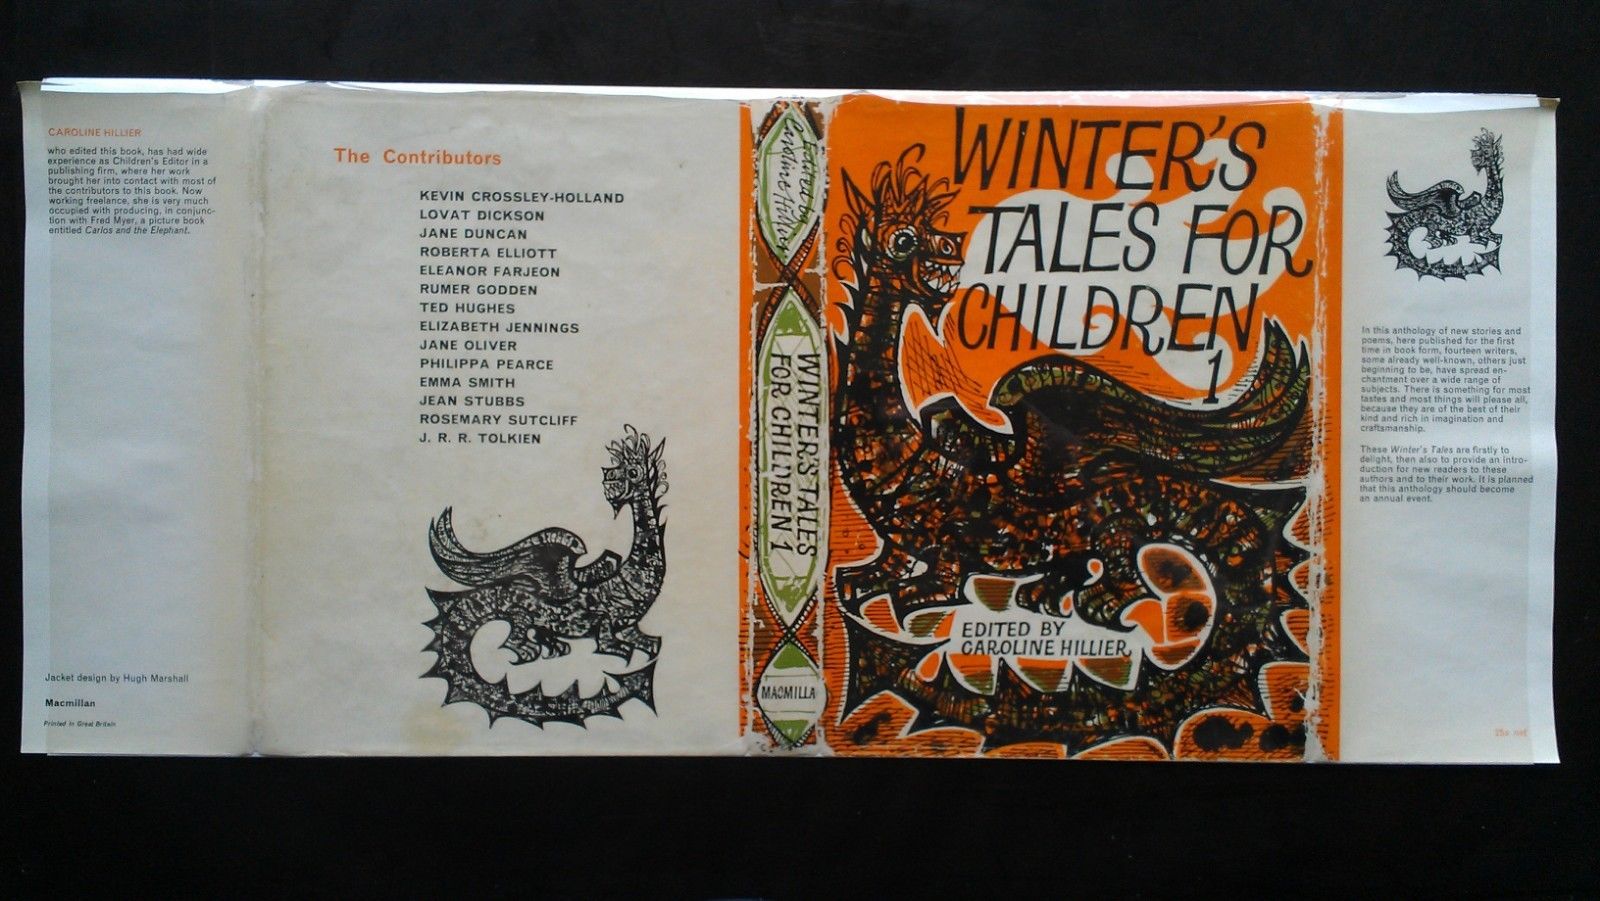 CAROLINE HILLIER
who edited this book, has had wide
experience as Children's Editor in a
publishing firm, where her work
brought her into contact with most of
the contributors to this book. Now
working freelance, she is very much
occupied with producing, in conjunc-
tion with Fred Myer, a picture book
entitled Carlos and the Elephant.
Jacket design by Hugh Marshall
Macmillan
Printed in Great Britain
The Contributors
KEVIN CROSSLEY-HOLLAND
LOVAT DICKSON
JANE DUNCAN
ROBERTA ELLIOTT
ELEANOR FARJEON
RUMER GODDEN
TED HUGHES
ELIZABETH JENNINGS
JANE OLIVER
PHILIPPA PEARCE
EMMA SMITH
JEAN STUBBS
ROSEMARY SUTCLIFF
J. R. R. TOLKIEN
Edited by
Caroline Hillier
WINTER'S TALES
FOR CHILDREN 1
MACMILLA
WINTER'S
TALES FOR
CHILDREN
1
EDITED BY
CAROLINE HILLIER
In this anthology of new stories and
poems, here published for the first
time in book form, fourteen writers,
some already well-known, others just
beginning to be, have spread en-
chantment over a wide range of
subjects. There is something for most
tastes and most things will please all,
because they are of the best of their
kind and rich in imagination and
craftsmanship.
These Winter's Tales are firstly to
delight, then also to provide an intro-
duction for new readers to these
authors and to their work. It is planned
that this anthology should become
an annual event.
25s net